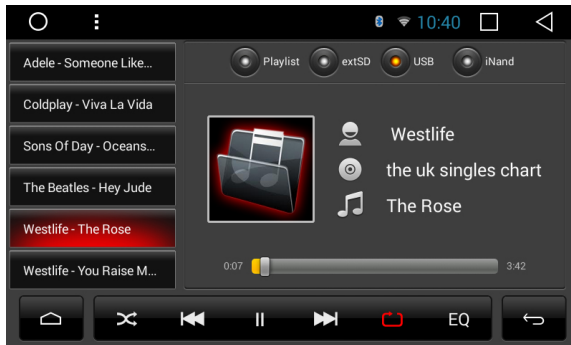 10:40
Adele - Someone Like...
Coldplay - Viva La Vida
Sons Of Day - Oceans...
The Beatles - Hey Jude
Westlife - The Rose
Westlife - You Raise M...
Playlist extSD USB iNand
Westlife
the uk singles chart
The Rose
0:07 3:42
EQ